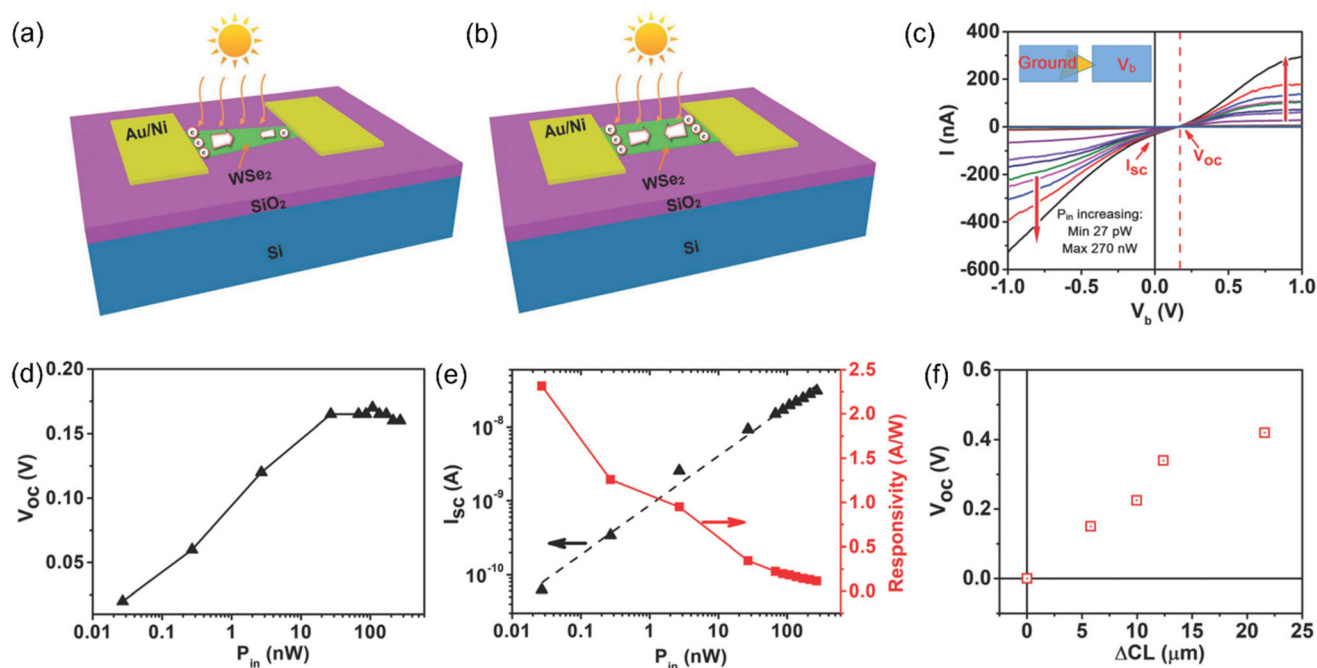 (a)
Au/Ni
e
e
e
e
WSe2
SiO2
Si
(b)
Au/Ni
e
e
e
e
e
e
WSe2
SiO2
Si
(c)
400
200
0
-200
-400
-600
I (nA)
Ground
Vb
Isc
Voc
Pin increasing:
Min 27 pW
Max 270 nW
-1.0 -0.5 0.0 0.5 1.0
Vb (V)
(d)
0.20
0.15
0.10
0.05
VOC (V)
0.01 0.1 1 10 100
Pin (nW)
(e)
10-8
10-9
10-10
ISC (A)
2.5
2.0
1.5
1.0
0.5
0.0
Responsivity (A/W)
0.01 0.1 1 10 100
Pin (nW)
(f)
0.6
0.4
0.2
0.0
VOC (V)
0 5 10 15 20 25
ΔCL (μm)